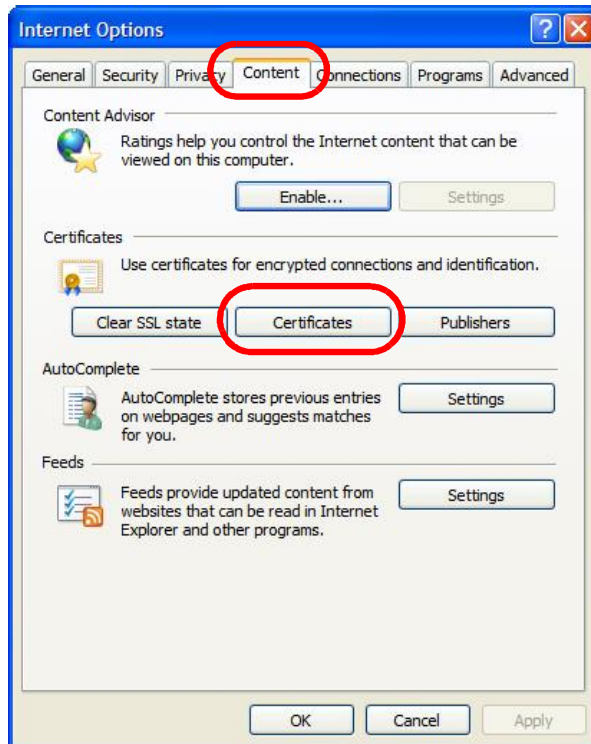 Internet Options
General Security Privacy Content Connections Programs Advanced
Content Advisor
Ratings help you control the Internet content that can be
viewed on this computer.
Enable... Settings
Certificates
Use certificates for encrypted connections and identification.
Clear SSL state Certificates Publishers
AutoComplete
AutoComplete stores previous entries
on webpages and suggests matches
for you.
Settings
Feeds
Feeds provide updated content from
websites that can be read in Internet
Explorer and other programs.
Settings
OK Cancel Apply